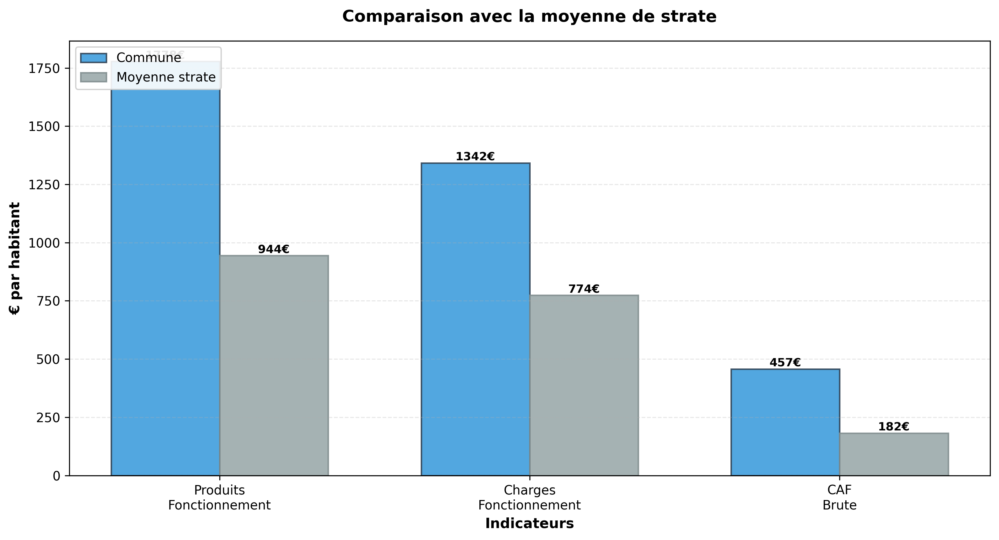 Comparaison avec la moyenne de strate
Commune
Moyenne strate
1778€
944€
1342€
774€
457€
182€
€ par habitant
1750
1500
1250
1000
750
500
250
0
Produits
Fonctionnement
Charges
Fonctionnement
CAF
Brute
Indicateurs